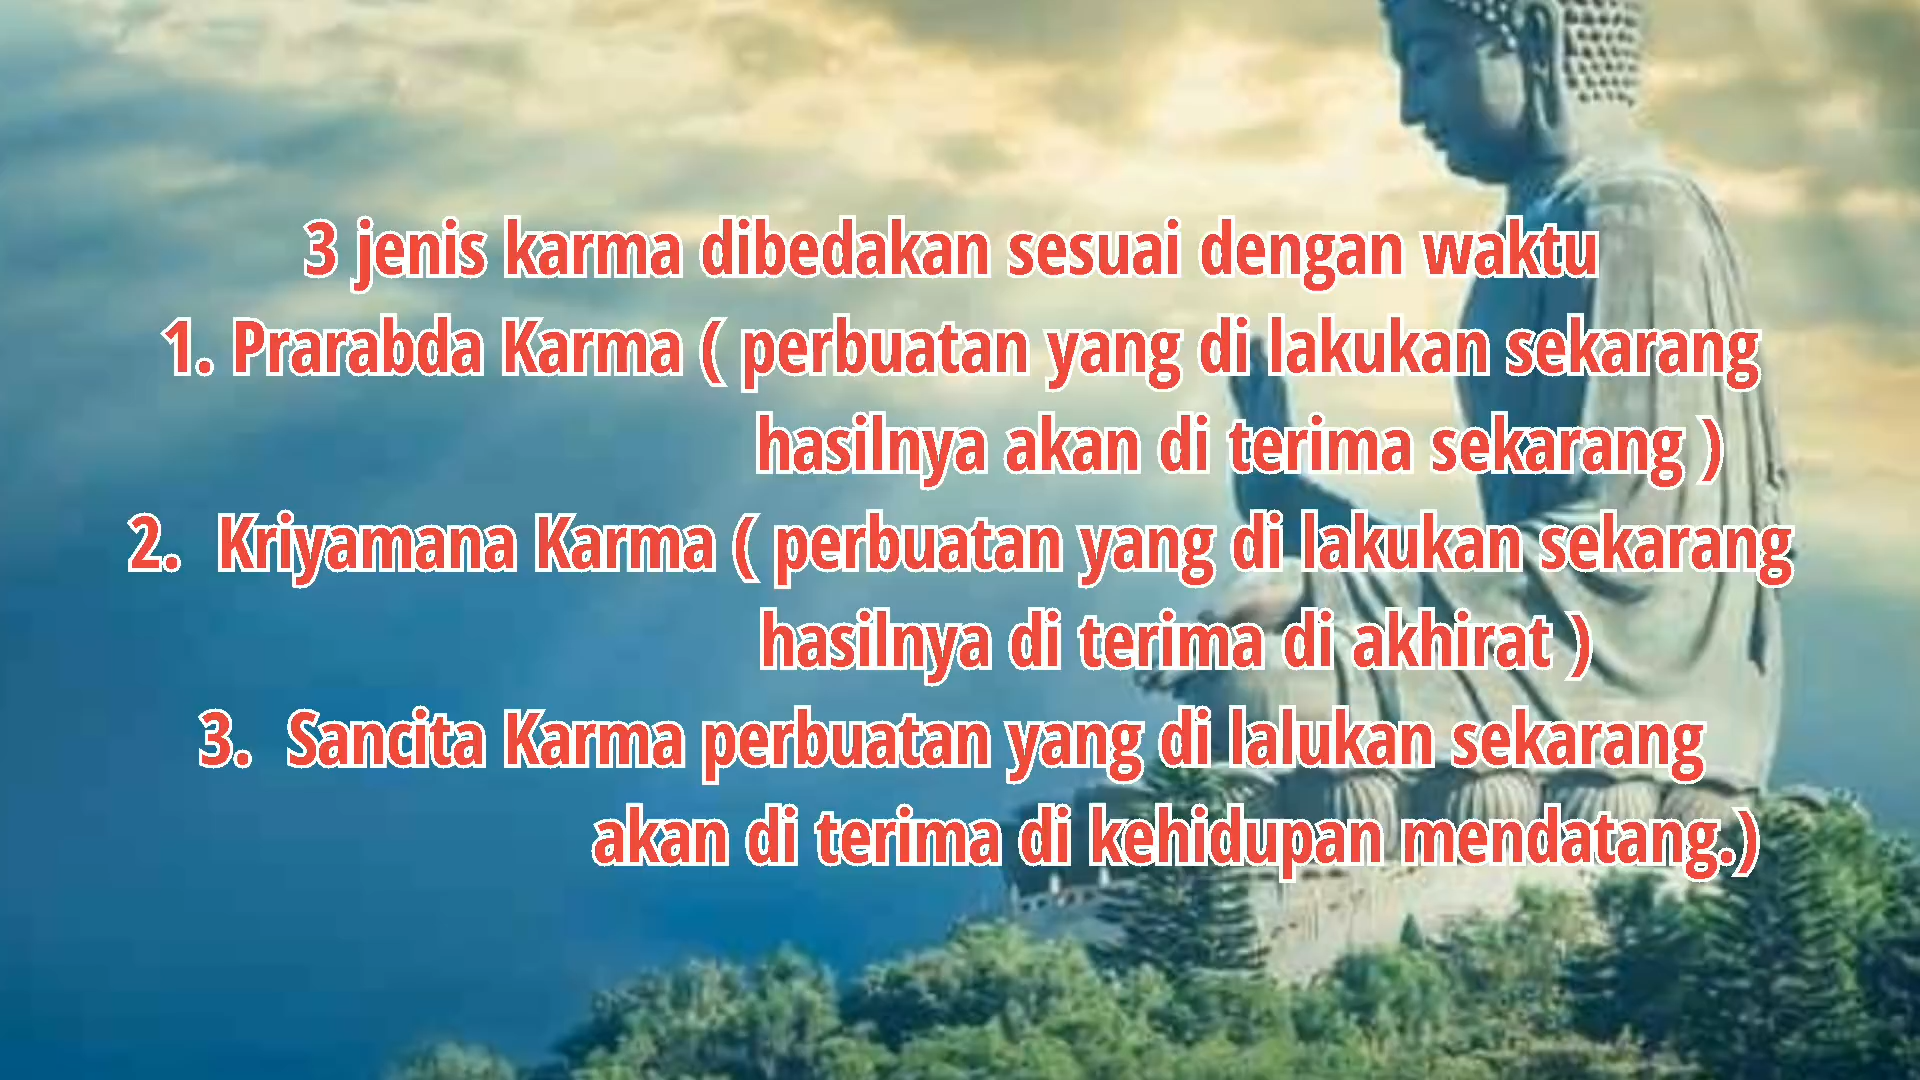 3 jenis karma dibedakan sesuai dengan waktu
1. Prarabda Karma ( perbuatan yang di lakukan sekarang
hasilnya akan di terima sekarang )
2. Kriyamana Karma ( perbuatan yang di lakukan sekarang
hasilnya di terima di akhirat )
3. Sancita Karma perbuatan yang di lalukan sekarang
akan di terima di kehidupan mendatang.)